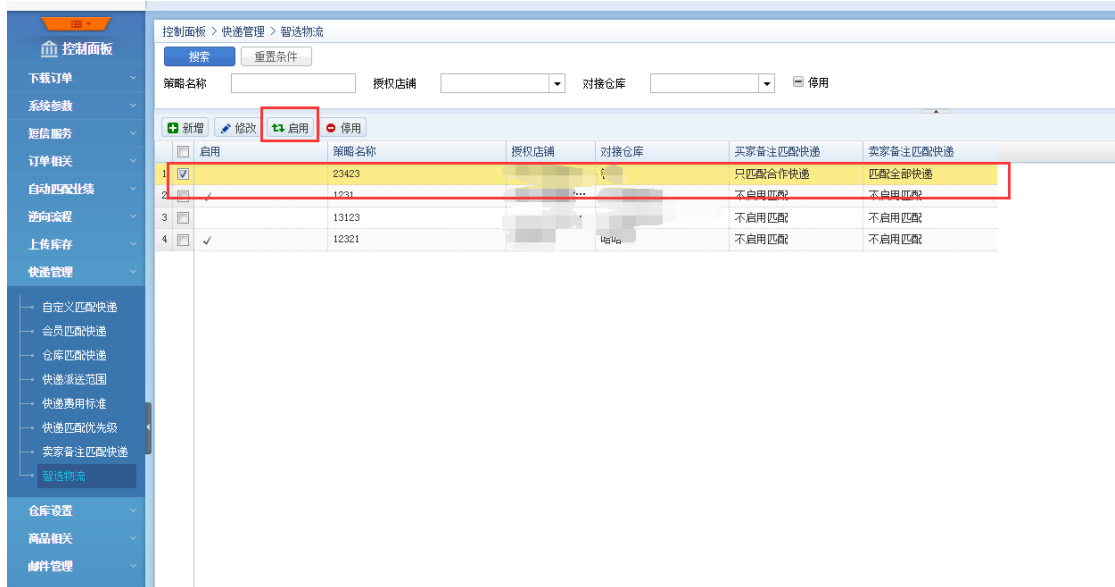 控制面板 > 快递管理 > 智选物流
搜索 重置条件
策略名称 授权店铺 对接仓库 停用
新增 修改 启用 停用
启用 策略名称 授权店铺 对接仓库 买家备注匹配快递 卖家备注匹配快递
1 23423 只匹配合作快递 匹配全部快递
2 1231 ... 不启用匹配 不启用匹配
3 13123 不启用匹配 不启用匹配
4 12321 哈哈 不启用匹配 不启用匹配
控制面板
下载订单
系统参数
短信服务
订单相关
自动匹配业绩
逆向流程
上传库存
快递管理
自定义匹配快递
会员匹配快递
仓库匹配快递
快递派送范围
快递费用标准
快递匹配优先级
卖家备注匹配快递
智选物流
仓库设置
商品相关
邮件管理